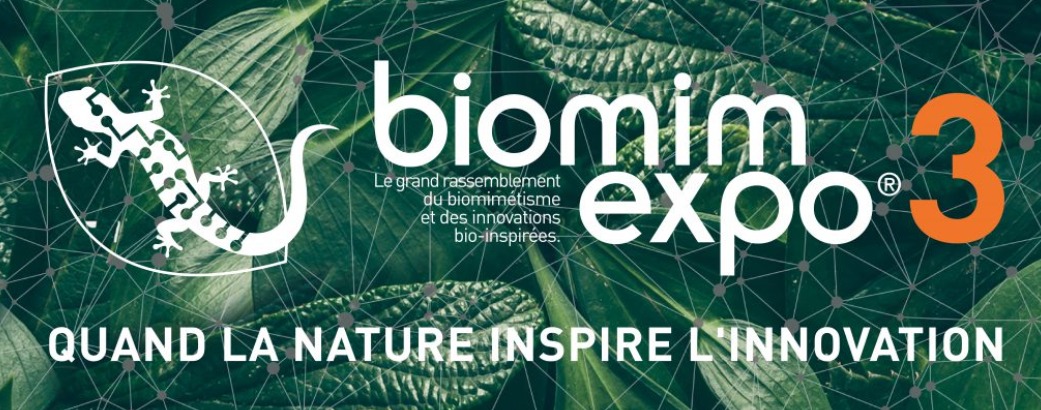 biomim
expo® 3
Le grand rassemblement
du biomimétisme
et des innovations
bio-inspirées.
QUAND LA NATURE INSPIRE L'INNOVATION